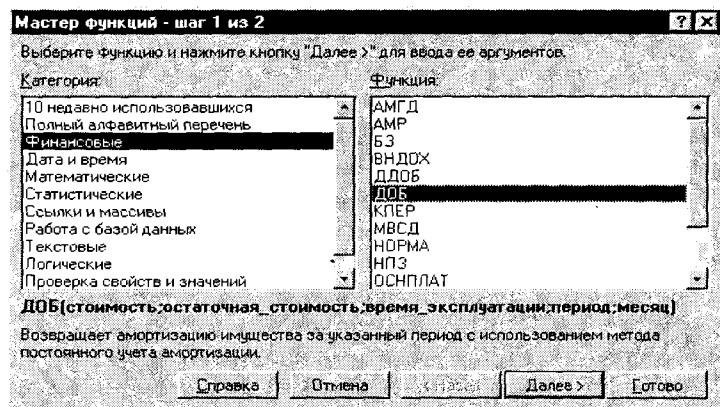 Мастер функций - шаг 1 из 2
Выберите функцию и нажмите кнопку "Далее >" для ввода ее аргументов.
Категория:
10 недавно использовавшихся
Полный алфавитный перечень
Финансовые
Дата и время
Математические
Статистические
Ссылки и массивы
Работа с базой данных
Текстовые
Логические
Проверка свойств и значений
Функция:
АМГД
АМР
БЗ
ВНДОХ
ДДОБ
ДОБ
КПЕР
МВСД
НОРМА
НПЗ
ОСНПЛАТ
ДОБ(стоимость;остаточная_стоимость;время_эксплуатации;период;месяц)
Возвращает амортизацию имущества за указанный период с использованием метода
постоянного учета амортизации.
Справка Отмена < Назад Далее > Готово